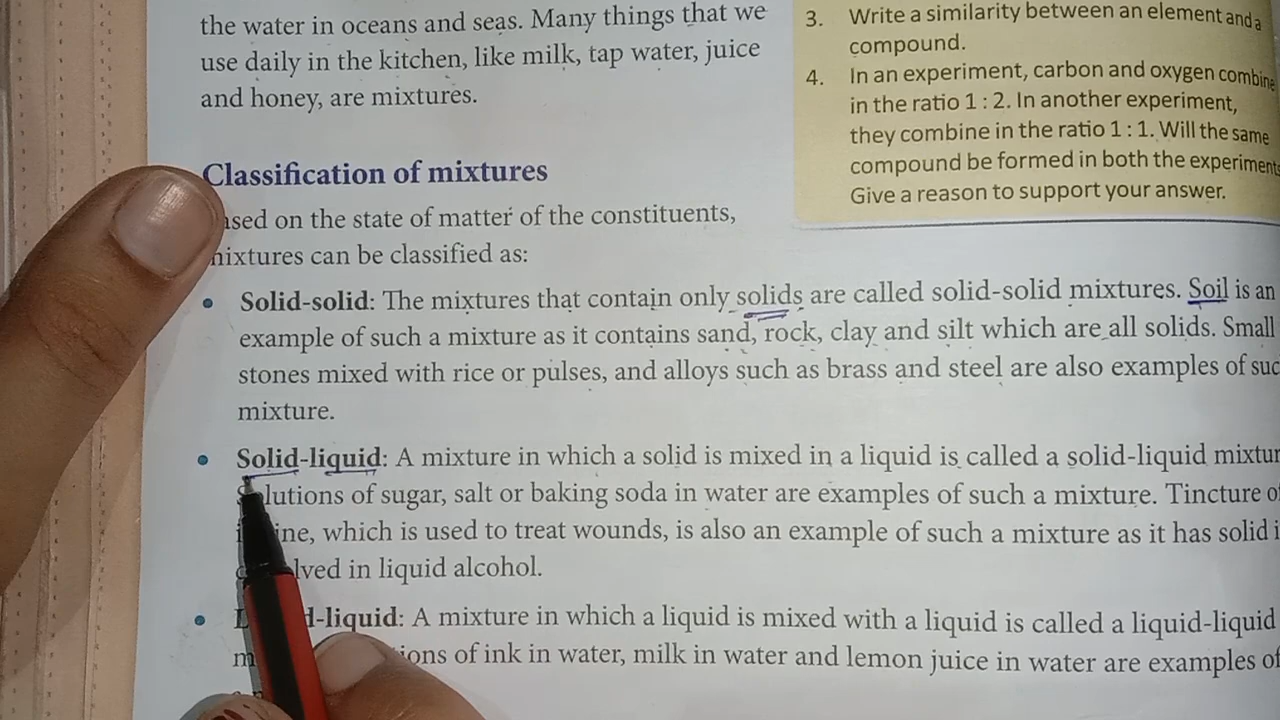 the water in oceans and seas. Many things that we
use daily in the kitchen, like milk, tap water, juice
and honey, are mixtures.
3. Write a similarity between an element and a
compound.
4. In an experiment, carbon and oxygen combine
in the ratio 1 : 2. In another experiment,
they combine in the ratio 1 : 1. Will the same
compound be formed in both the experiments
Give a reason to support your answer.
Classification of mixtures
on the state of matter of the constituents,
mixtures can be classified as:
• Solid-solid: The mixtures that contain only solids are called solid-solid mixtures. Soil is an
example of such a mixture as it contains sand, rock, clay and silt which are all solids. Small
stones mixed with rice or pulses, and alloys such as brass and steel are also examples of
mixture.
• Solid-liquid: A mixture in which a solid is mixed in a liquid is called a solid-liquid
of sugar, salt or baking soda in water are examples of such a mixture. Tincture of
which is used to treat wounds, is also an example of such a mixture as it has solid
in liquid alcohol.
• -liquid: A mixture in which a liquid is mixed with a liquid is called a liquid-liquid
of ink in water, milk in water and lemon juice in water are examples of